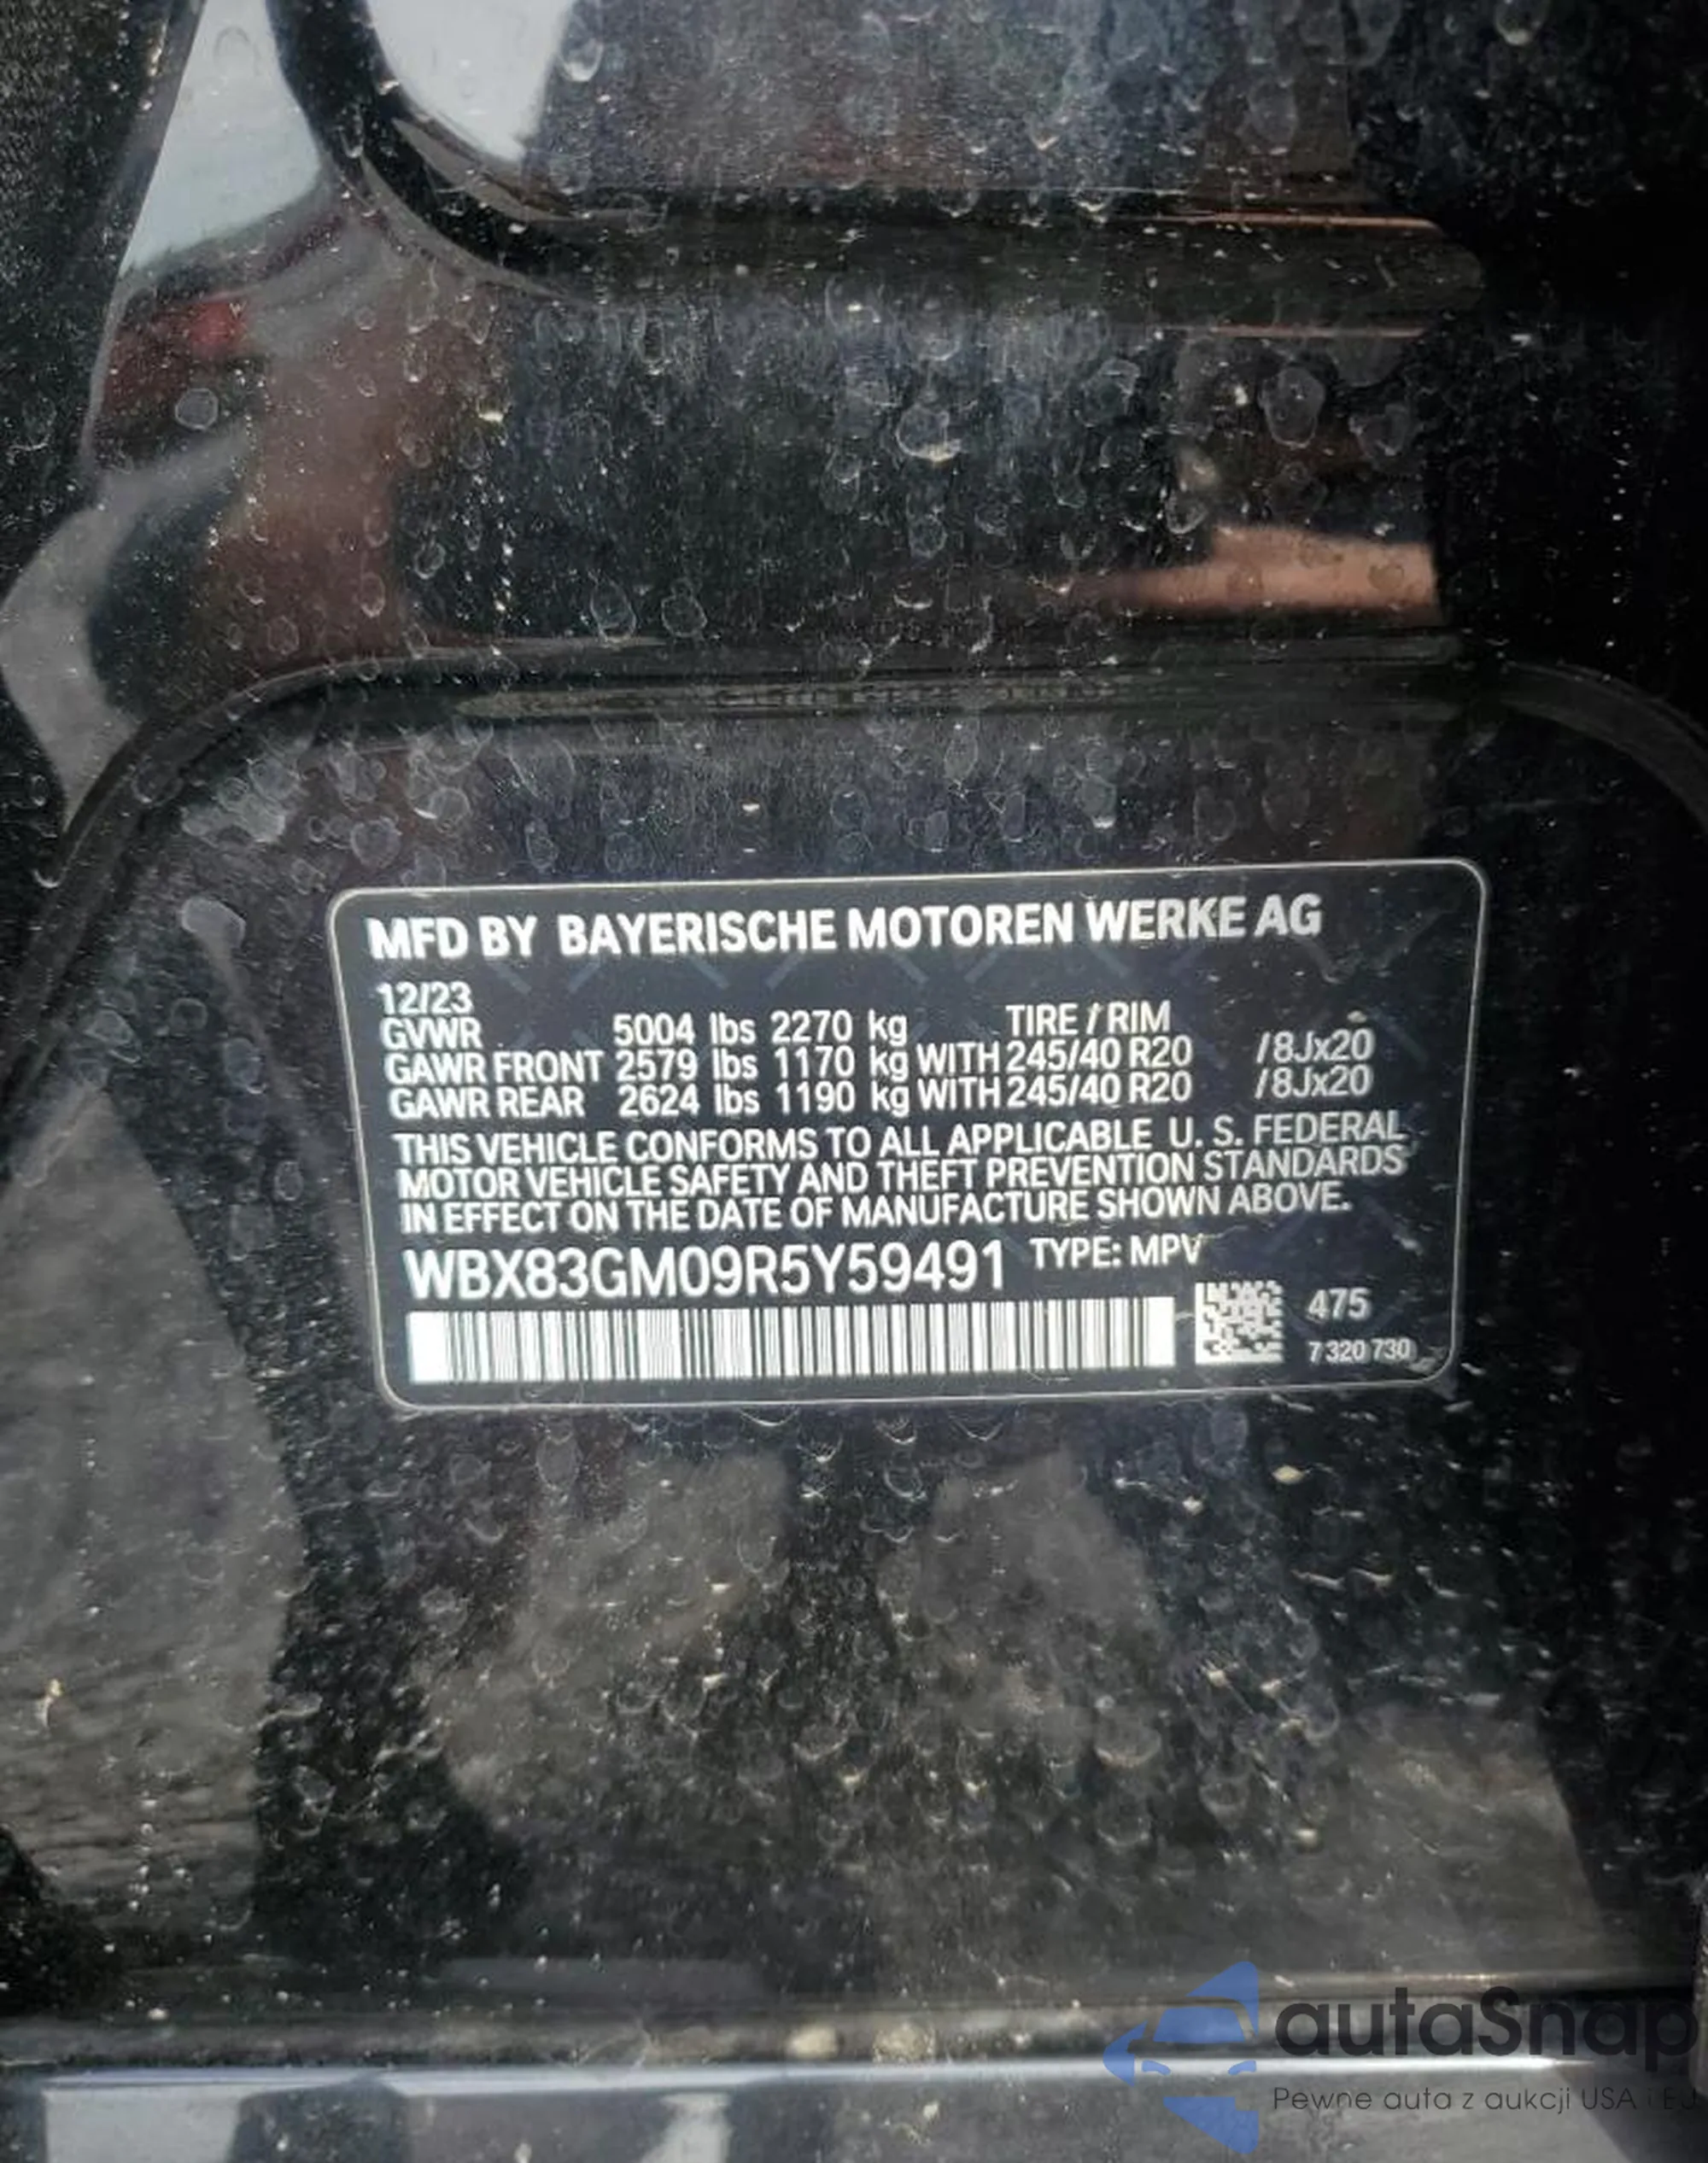 MFD BY BAYERISCHE MOTOREN WERKE AG
12/23
GVWR 5004 lbs 2270 kg TIRE / RIM
GAWR FRONT 2579 lbs 1170 kg WITH 245/40 R20 /8Jx20
GAWR REAR 2624 lbs 1190 kg WITH 245/40 R20 /8Jx20
THIS VEHICLE CONFORMS TO ALL APPLICABLE U. S. FEDERAL
MOTOR VEHICLE SAFETY AND THEFT PREVENTION STANDARDS
IN EFFECT ON THE DATE OF MANUFACTURE SHOWN ABOVE.
WBX83GM09R5Y59491 TYPE: MPV
475
7 320 730
autaSnap
Pewne auta z aukcji USA i EU